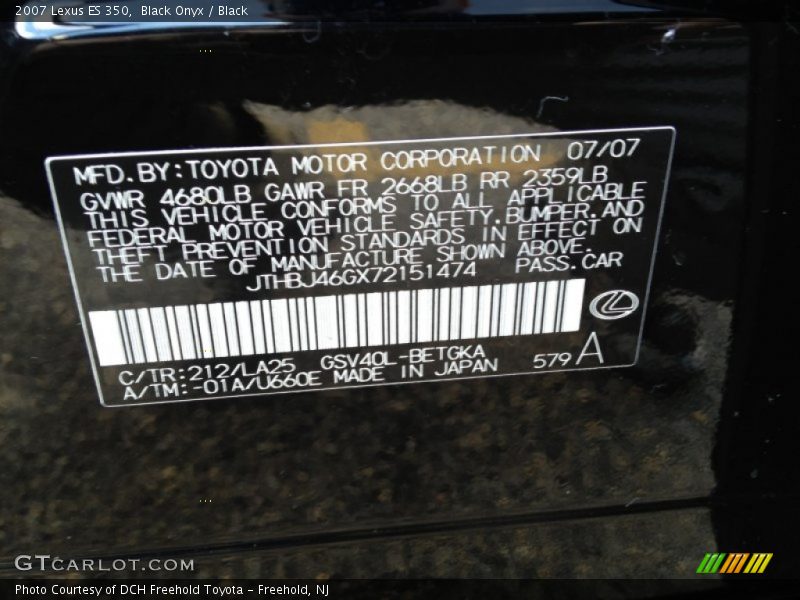 2007 Lexus ES 350,  Black Onyx / Black
MFD. BY: TOYOTA MOTOR CORPORATION 07/07
GVWR 4680LB GAWR FR 2668LB RR 2359LB
THIS VEHICLE CONFORMS TO ALL APPLICABLE
FEDERAL MOTOR VEHICLE SAFETY, BUMPER, AND
THEFT PREVENTION STANDARDS IN EFFECT ON
THE DATE OF MANUFACTURE SHOWN ABOVE.
JTHBJ46GX72151474 PASS. CAR
C/TR: 212/LA25 GSV40L-BETGKA
A/TM: -01A/U660E MADE IN JAPAN 579 A
GTCARLOT.COM
Photo Courtesy of DCH Freehold Toyota - Freehold, NJ